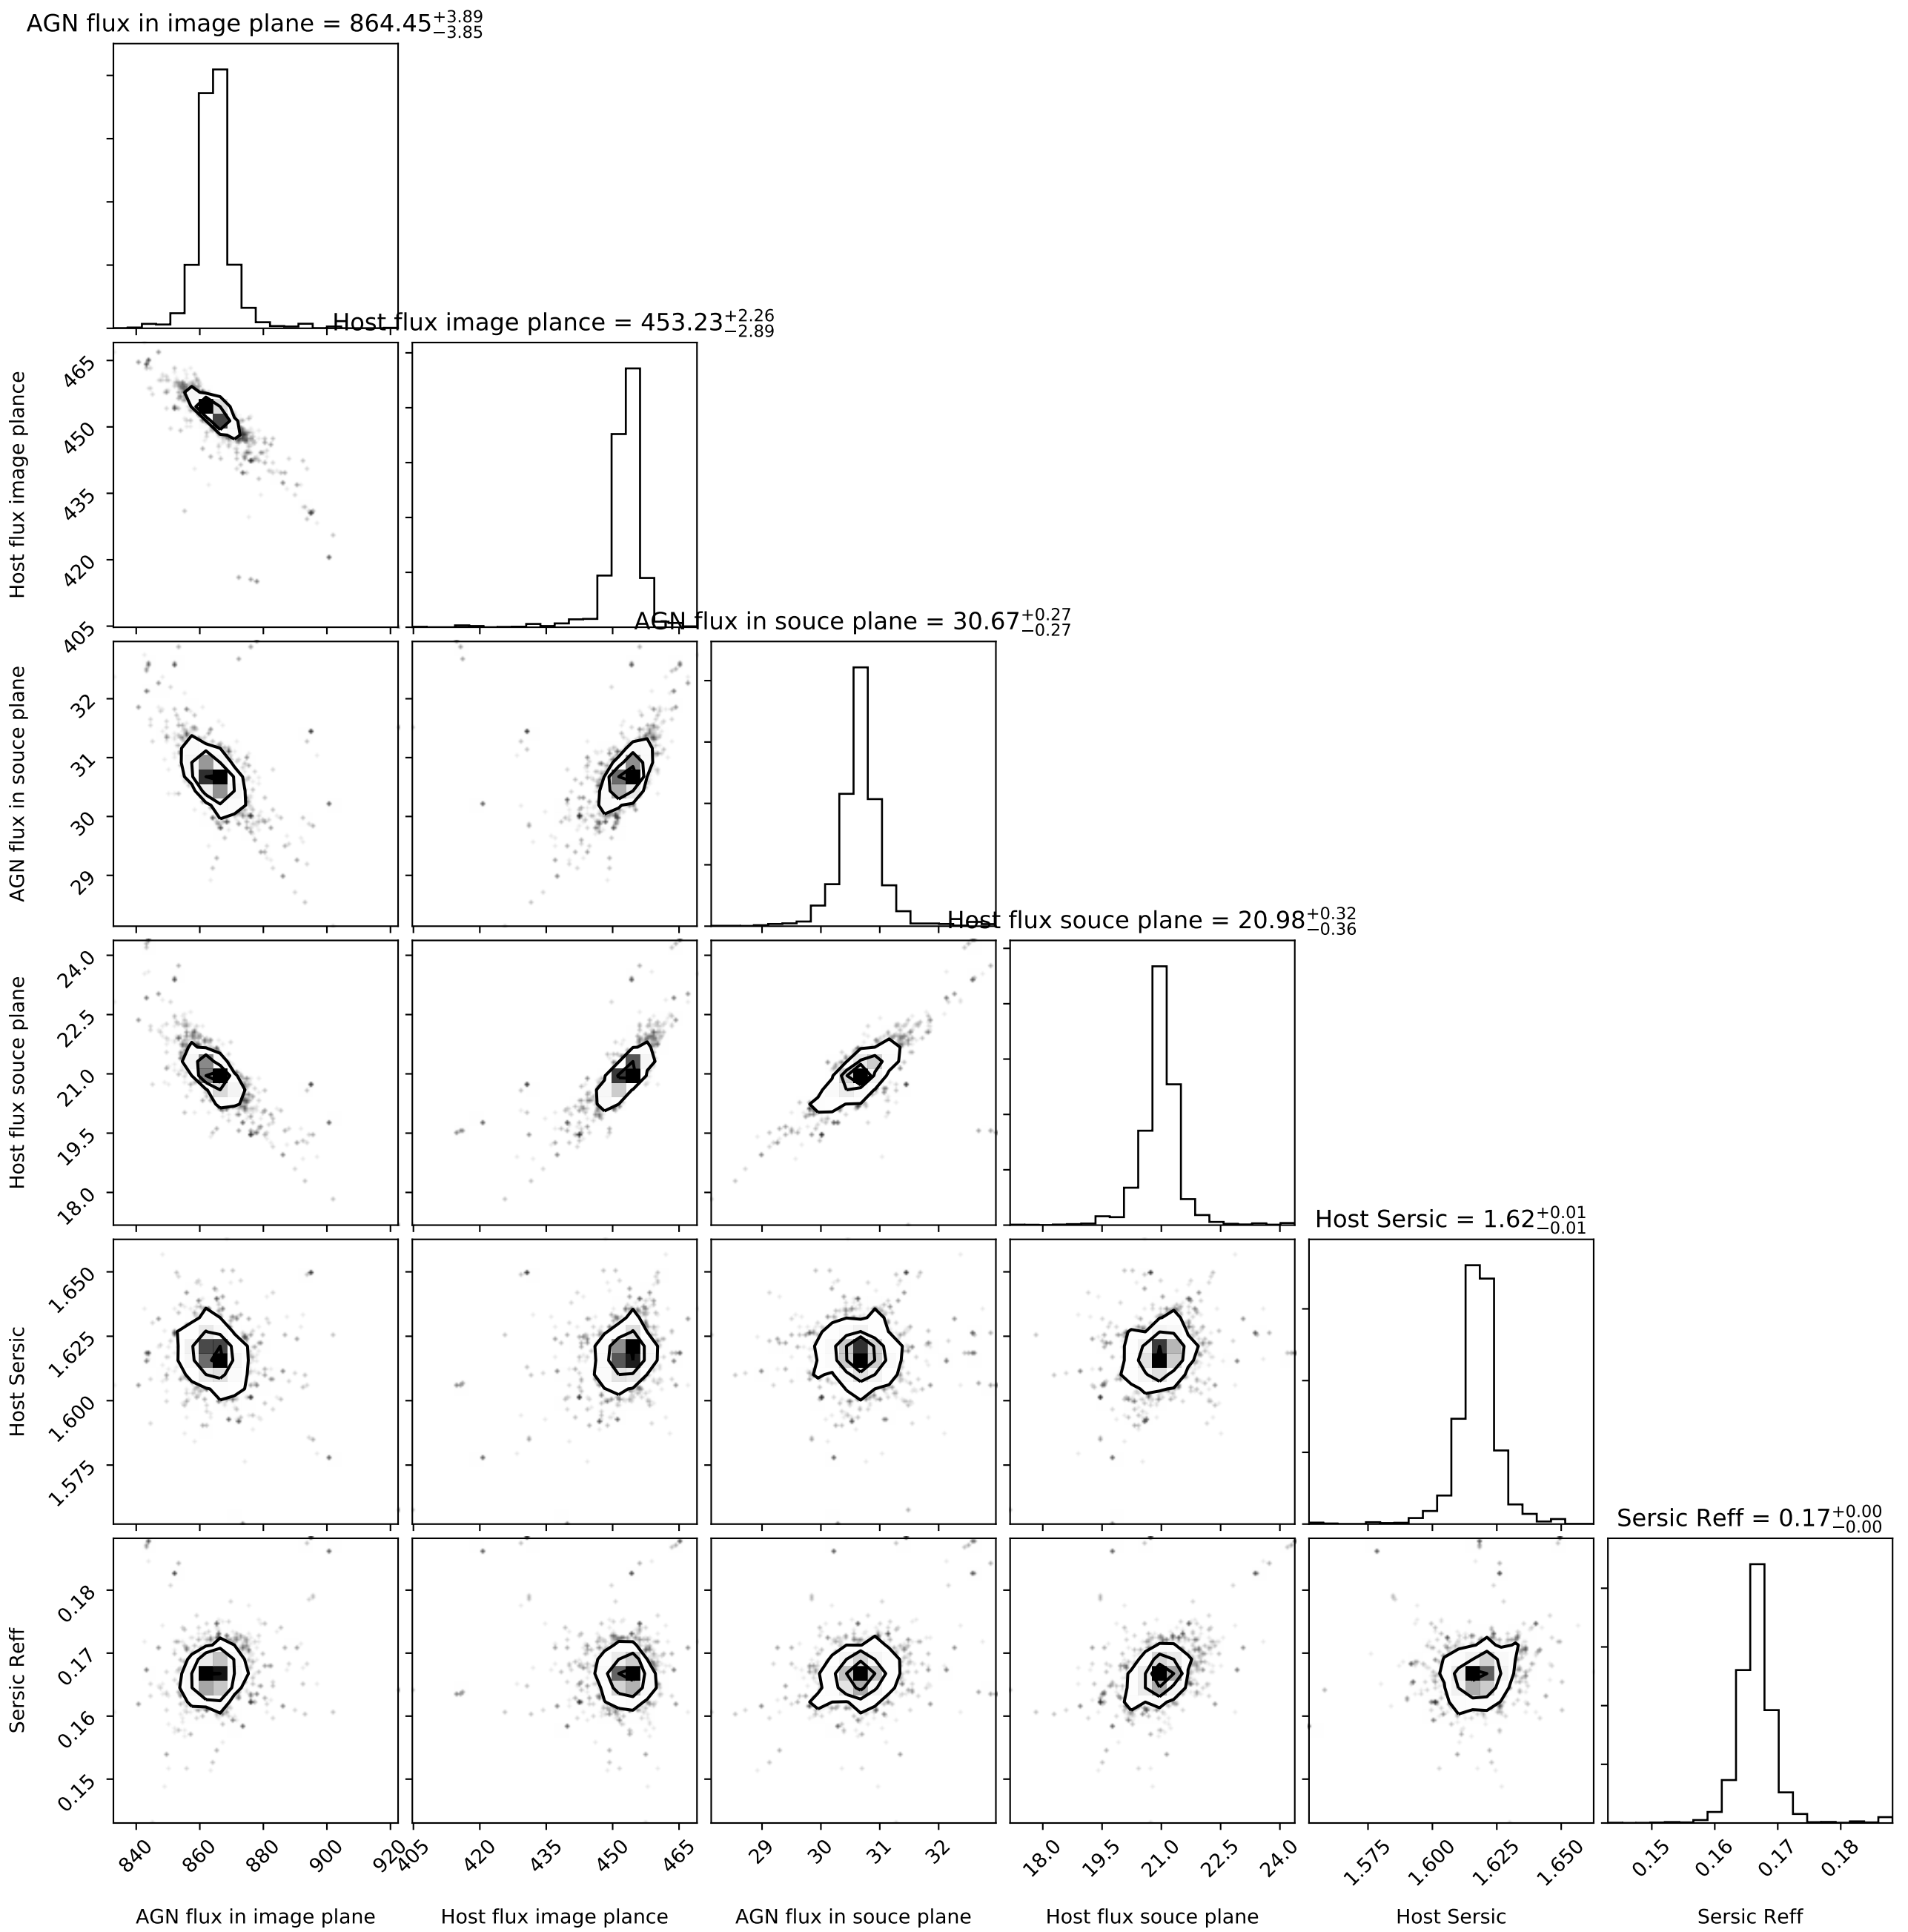 AGN flux in image plane = 864.45 +3.89 −3.85
Host flux image plance = 453.23 +2.26 −2.89
Host flux image plance
465
450
435
420
405
AGN flux in souce plane = 30.67 +0.27 −0.27
AGN flux in souce plane
32
31
30
29
Host flux souce plane = 20.98 +0.32 −0.36
Host flux souce plane
24.0
22.5
21.0
19.5
18.0
Host Sersic = 1.62 +0.01 −0.01
Host Sersic
1.650
1.625
1.600
1.575
Sersic Reff = 0.17 +0.00 −0.00
Sersic Reff
0.18
0.17
0.16
0.15
840 860 880 900 920 405 420 435 450 465 29 30 31 32 18.0 19.5 21.0 22.5 24.0 1.575 1.600 1.625 1.650 0.15 0.16 0.17 0.18
AGN flux in image plane Host flux image plance AGN flux in souce plane Host flux souce plane Host Sersic Sersic Reff